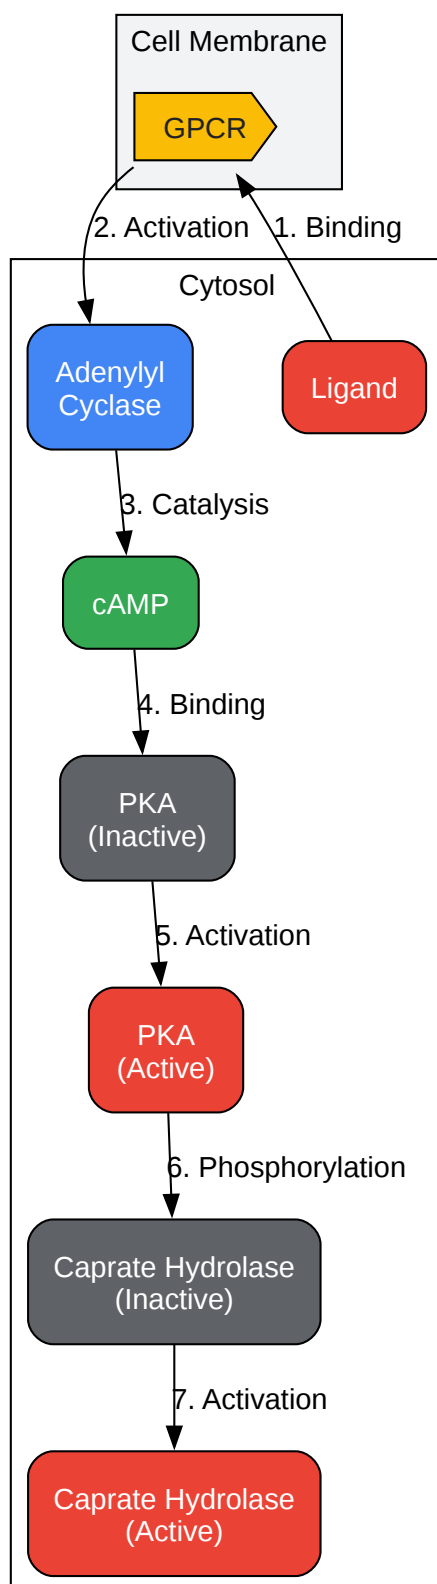 Cell Membrane
GPCR
2. Activation
1. Binding
Cytosol
Adenylyl
Cyclase
Ligand
3. Catalysis
cAMP
4. Binding
PKA
(Inactive)
5. Activation
PKA
(Active)
6. Phosphorylation
Caprate Hydrolase
(Inactive)
7. Activation
Caprate Hydrolase
(Active)